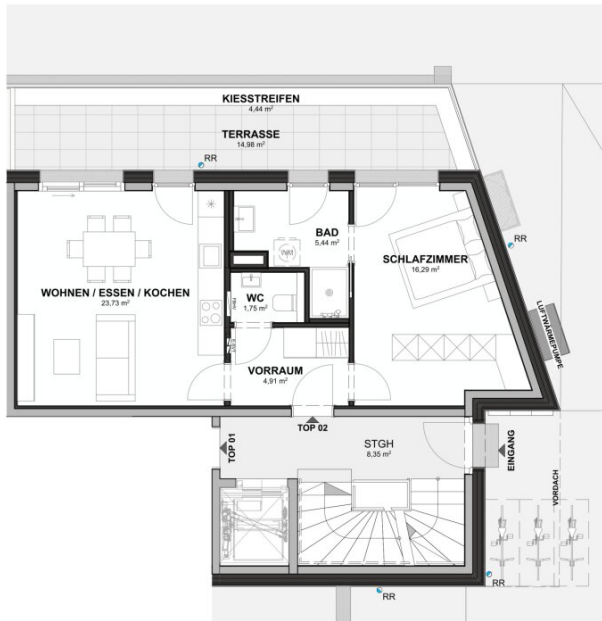 KIESSTREIFEN
4,44 m²
TERRASSE
14,98 m²
RR
BAD
5,44 m²
RR
SCHLAFZIMMER
16,29 m²
WM
WOHNEN / ESSEN / KOCHEN
23,73 m²
WC
1,75 m²
LUFTWÄRMEPUMPE
VORRAUM
4,91 m²
TOP 02
TOP 01
STGH
8,35 m²
EINGANG
VORDACH
RR
RR